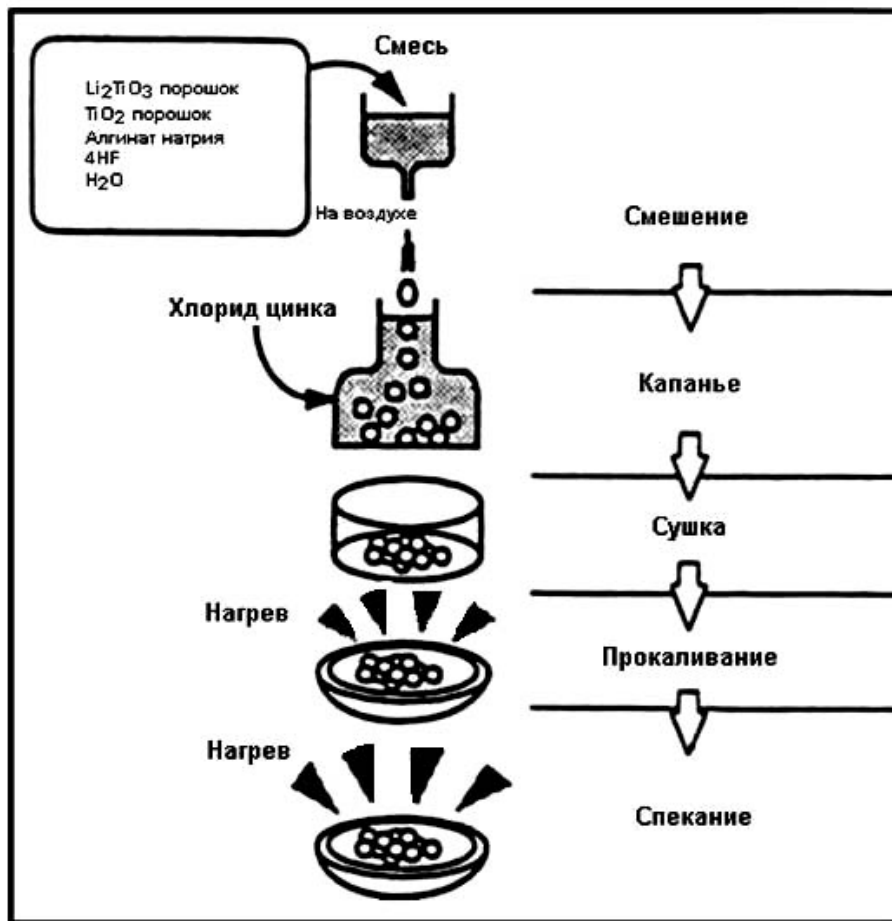 Смесь
Li2TiO3 порошок
TiO2 порошок
Алгинат натрия
4HF
H2O
На воздухе
Смешение
Хлорид цинка
Капанье
Сушка
Нагрев
Прокаливание
Нагрев
Спекание